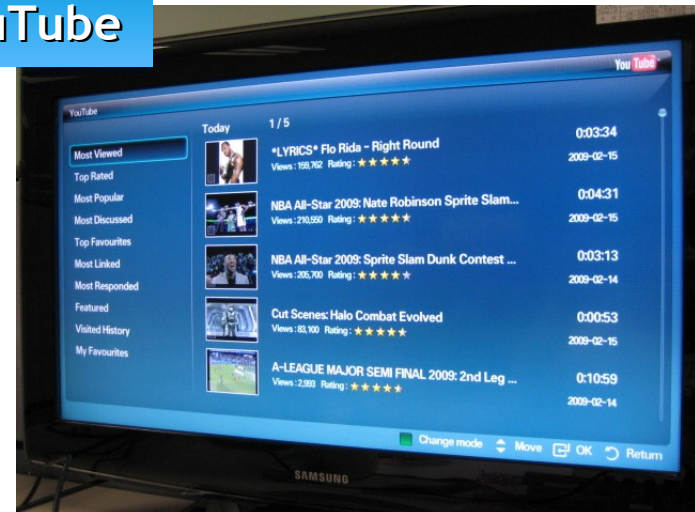 uTube
You Tube
YouTube
Most Viewed
Top Rated
Most Popular
Most Discussed
Top Favourites
Most Linked
Most Responded
Featured
Visited History
My Favourites
Today
1/5
*LYRICS* Flo Rida - Right Round
Views : 159,762 Rating :
0:03:34
2009-02-15
NBA All-Star 2009: Nate Robinson Sprite Slam...
Views : 210,550 Rating :
0:04:31
2009-02-15
NBA All-Star 2009: Sprite Slam Dunk Contest ...
Views : 205,700 Rating :
0:03:13
2009-02-14
Cut Scenes: Halo Combat Evolved
Views : 83,100 Rating :
0:00:53
2009-02-15
A-LEAGUE MAJOR SEMI FINAL 2009: 2nd Leg ...
Views : 2,993 Rating :
0:10:59
2009-02-14
Change mode Move OK Return
SAMSUNG